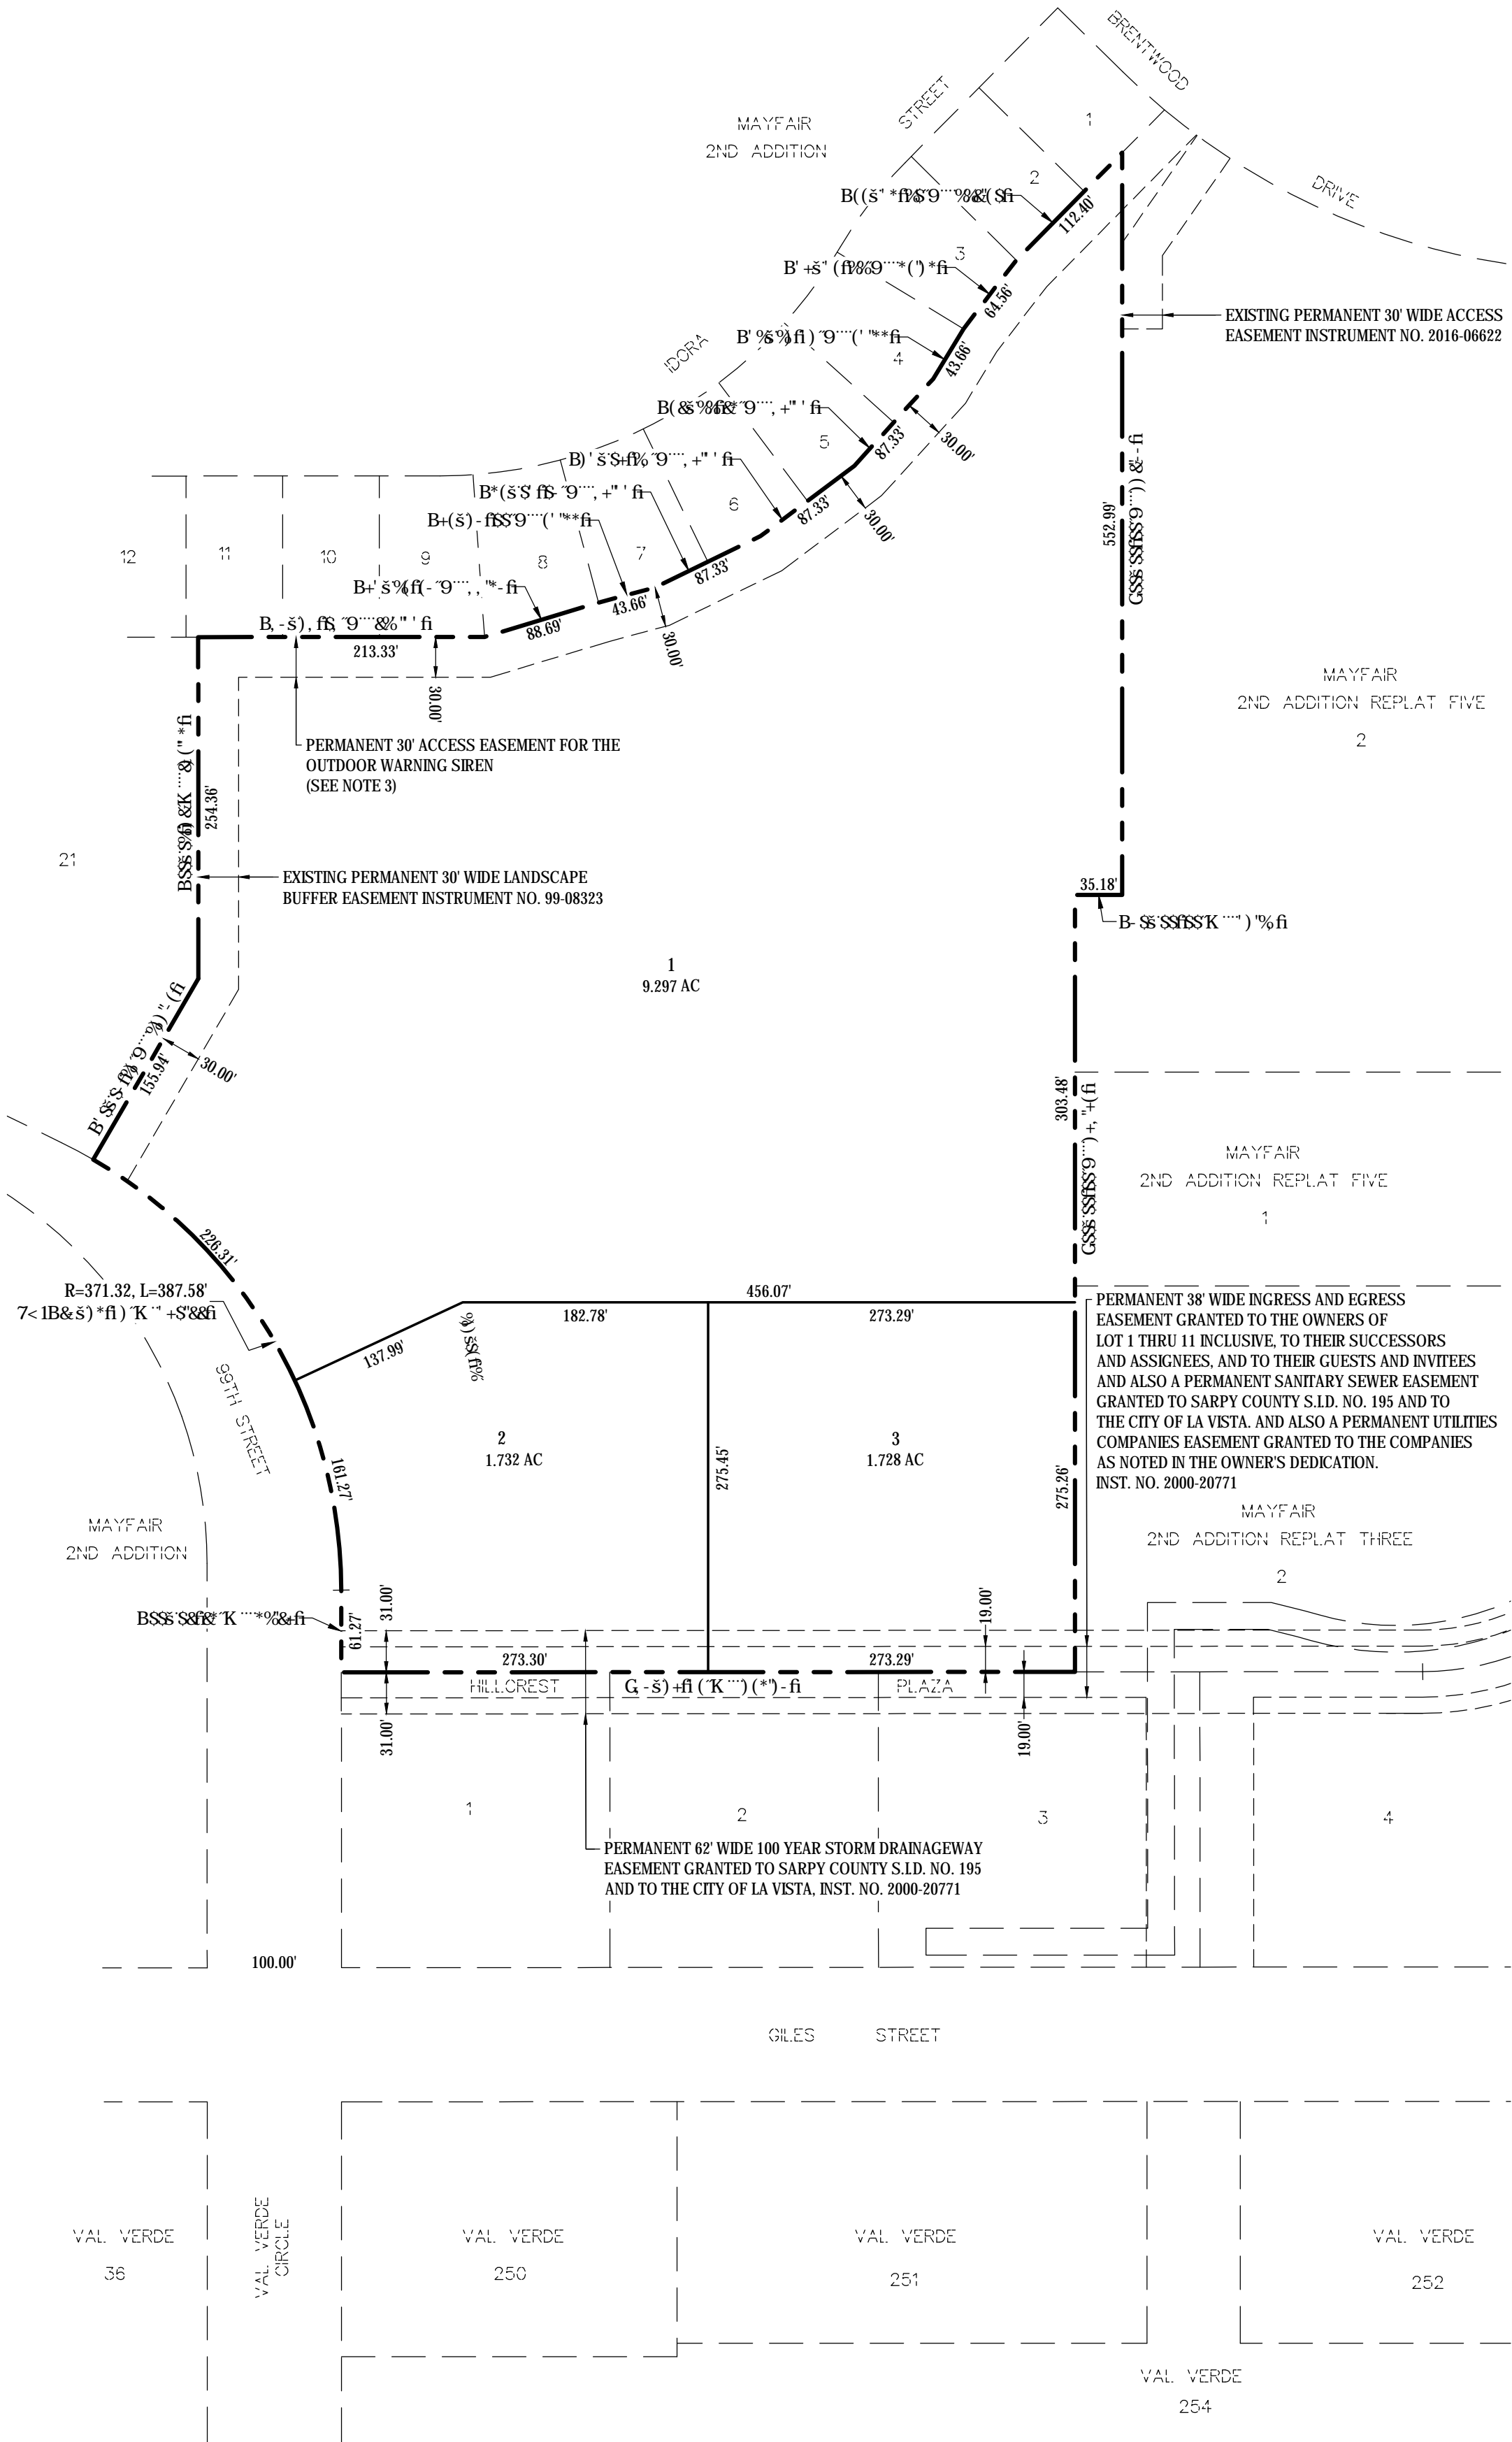 BRENTWOOD
DRIVE
STREET
IDORA
MAYFAIR
2ND ADDITION
1
2
3
4
5
6
7
8
9
10
11
12
112.40'
64.56'
43.66'
87.33'
87.33'
87.33'
43.66'
88.69'
213.33'
30.00'
30.00'
30.00'
30.00'
EXISTING PERMANENT 30' WIDE ACCESS
EASEMENT INSTRUMENT NO. 2016-06622
552.99'
MAYFAIR
2ND ADDITION REPLAT FIVE
2
PERMANENT 30' ACCESS EASEMENT FOR THE
OUTDOOR WARNING SIREN
(SEE NOTE 3)
254.36'
21
EXISTING PERMANENT 30' WIDE LANDSCAPE
BUFFER EASEMENT INSTRUMENT NO. 99-08323
35.18'
1
9.297 AC
155.94'
30.00'
303.48'
MAYFAIR
2ND ADDITION REPLAT FIVE
1
226.31'
R=371.32, L=387.58'
456.07'
182.78'
273.29'
137.99'
99TH STREET
PERMANENT 38' WIDE INGRESS AND EGRESS
EASEMENT GRANTED TO THE OWNERS OF
LOT 1 THRU 11 INCLUSIVE, TO THEIR SUCCESSORS
AND ASSIGNEES, AND TO THEIR GUESTS AND INVITEES
AND ALSO A PERMANENT SANITARY SEWER EASEMENT
GRANTED TO SARPY COUNTY S.I.D. NO. 195 AND TO
THE CITY OF LA VISTA. AND ALSO A PERMANENT UTILITIES
COMPANIES EASEMENT GRANTED TO THE COMPANIES
AS NOTED IN THE OWNER'S DEDICATION.
INST. NO. 2000-20771
2
1.732 AC
3
1.728 AC
161.27'
275.45'
275.26'
MAYFAIR
2ND ADDITION
MAYFAIR
2ND ADDITION REPLAT THREE
2
61.27'
31.00'
19.00'
273.30'
273.29'
HILLCREST
PLAZA
31.00'
19.00'
1
2
3
4
PERMANENT 62' WIDE 100 YEAR STORM DRAINAGEWAY
EASEMENT GRANTED TO SARPY COUNTY S.I.D. NO. 195
AND TO THE CITY OF LA VISTA, INST. NO. 2000-20771
100.00'
GILES STREET
VAL VERDE
36
VAL VERDE
CIRCLE
VAL VERDE
250
VAL VERDE
251
VAL VERDE
252
VAL VERDE
254